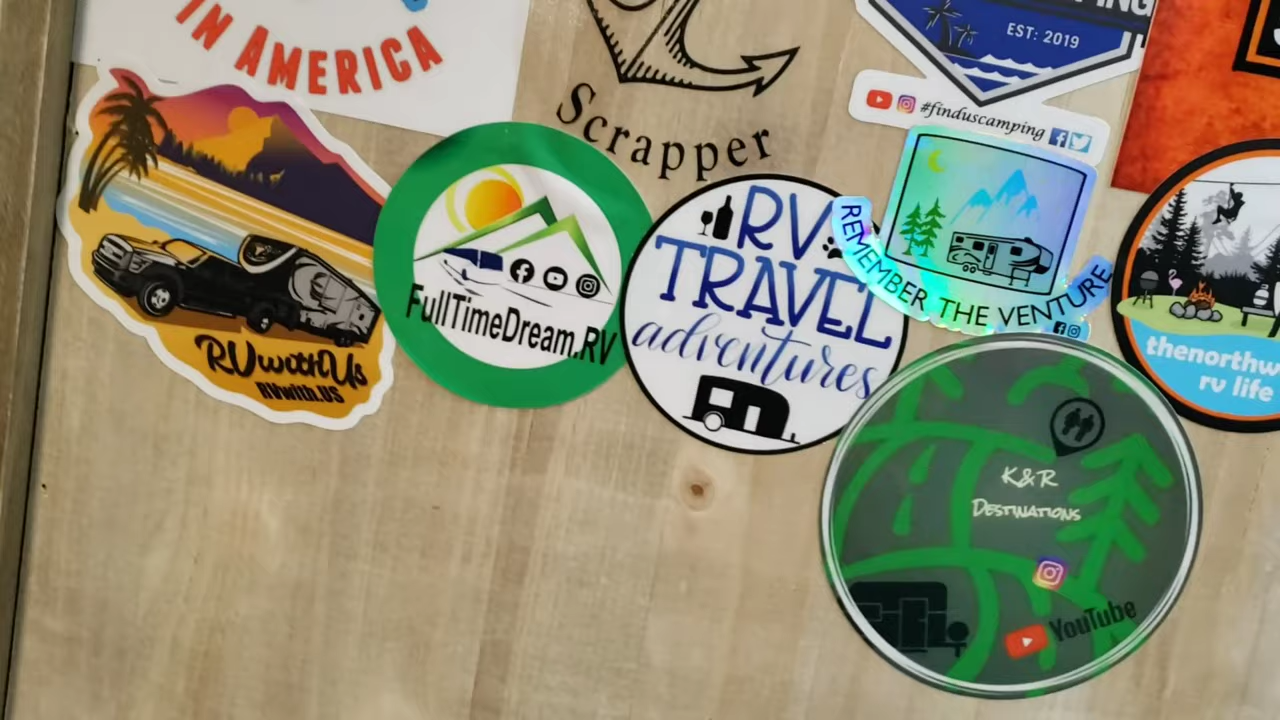 IN AMERICA
Scrapper
EST: 2019
#finduscamping
RVwithUs
RVwith.US
FullTimeDream.RV
RV
TRAVEL
adventures
REMEMBER THE VENTURE
thenorthw
rv life
K&R
DESTINATIONS
YouTube